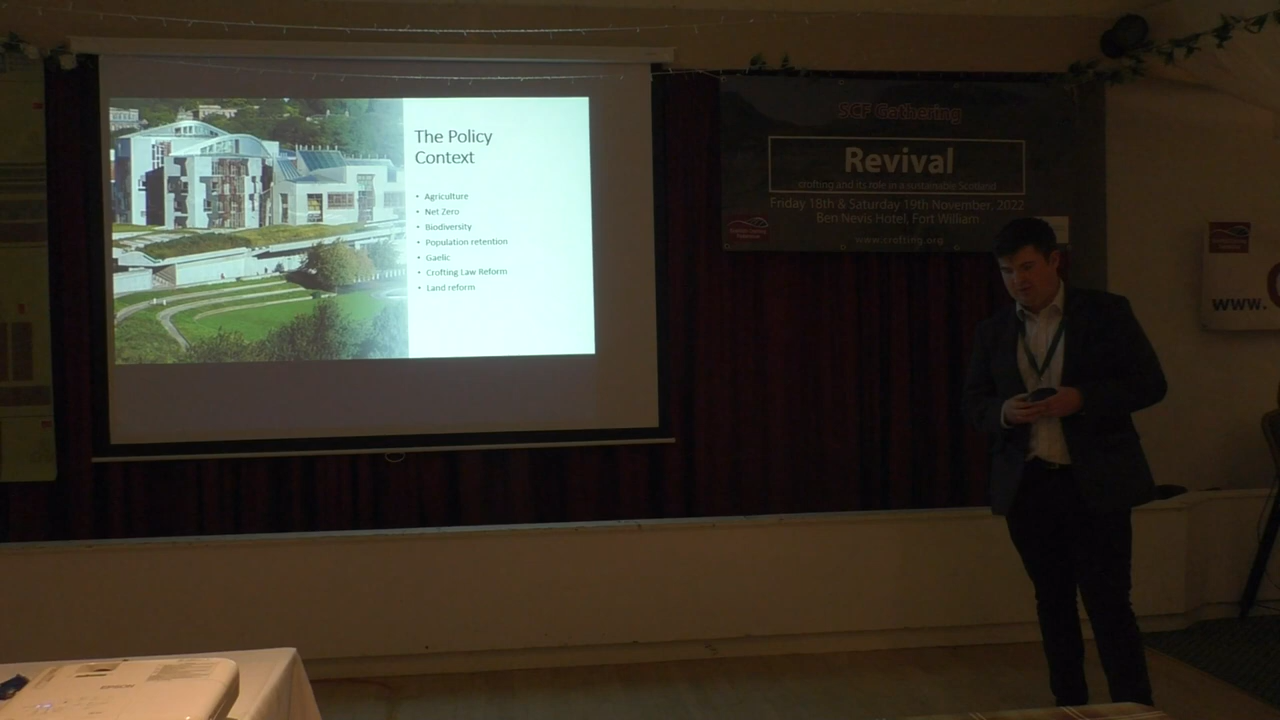 The Policy
Context
• Agriculture
• Net Zero
• Biodiversity
• Population retention
• Gaelic
• Crofting Law Reform
• Land reform
SCF Gathering
Revival
crofting and its role in a sustainable Scotland
Friday 18th & Saturday 19th November, 2022
Ben Nevis Hotel, Fort William
www.crofting.org
www.
EPSON